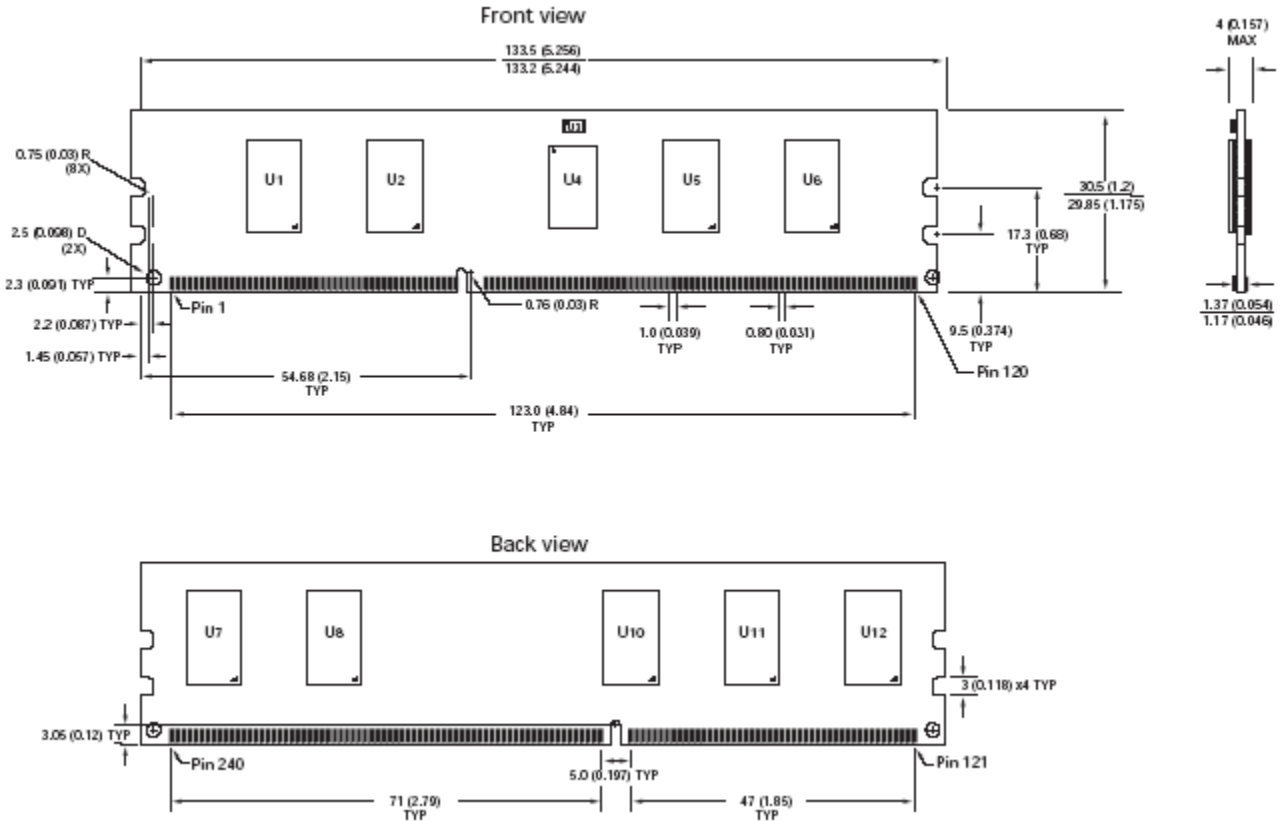 Front view
133.5 (5.256)
133.2 (5.244)
4 (0.157)
MAX
U3
0.75 (0.03) R
(8X)
U1
U2
U4
U5
U6
30.5 (1.2)
29.85 (1.175)
2.5 (0.098) D
(2X)
17.3 (0.68)
TYP
2.3 (0.091) TYP
Pin 1
0.76 (0.03) R
2.2 (0.087) TYP
1.0 (0.039)
TYP
0.80 (0.031)
TYP
9.5 (0.374)
TYP
1.37 (0.054)
1.17 (0.046)
1.45 (0.057) TYP
54.68 (2.15)
TYP
Pin 120
123.0 (4.84)
TYP
Back view
U7
U8
U10
U11
U12
3 (0.118) x4 TYP
3.05 (0.12) TYP
Pin 240
5.0 (0.197) TYP
Pin 121
71 (2.79)
TYP
47 (1.85)
TYP